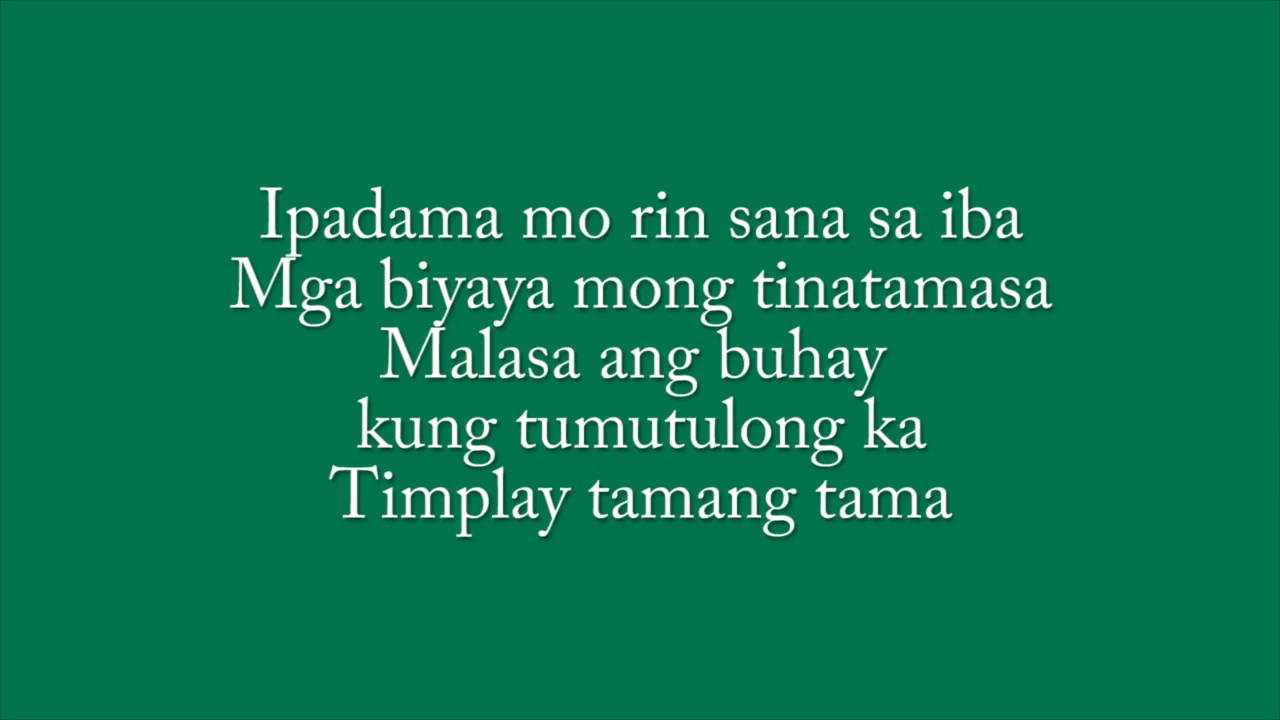 Ipadama mo rin sana sa iba
Mga biyaya mong tinatamasa
Malasa ang buhay
kung tumutulong ka
Timplay tamang tama